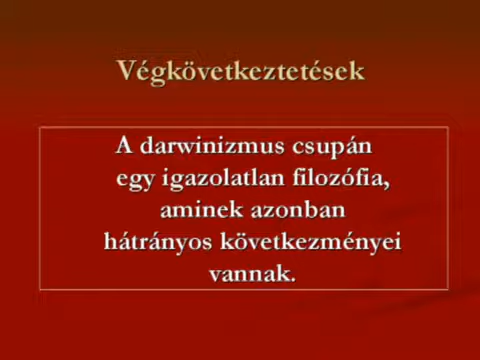 Végkövetkeztetések
A darwinizmus csupán
egy igazolatlan filozófia,
aminek azonban
hátrányos következményei
vannak.